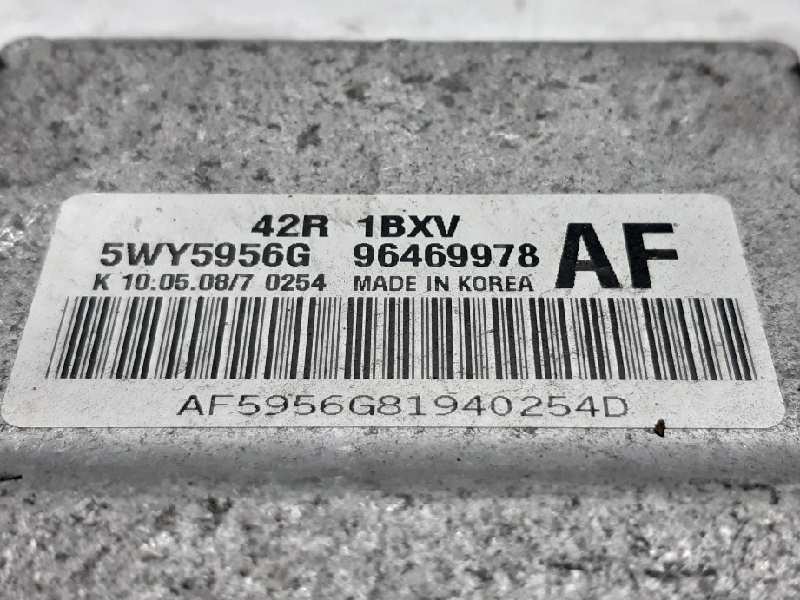 42R 1BXV
5WY5956G 96469978 AF
K 10:05.08/7 0254 MADE IN KOREA
AF5956G81940254D